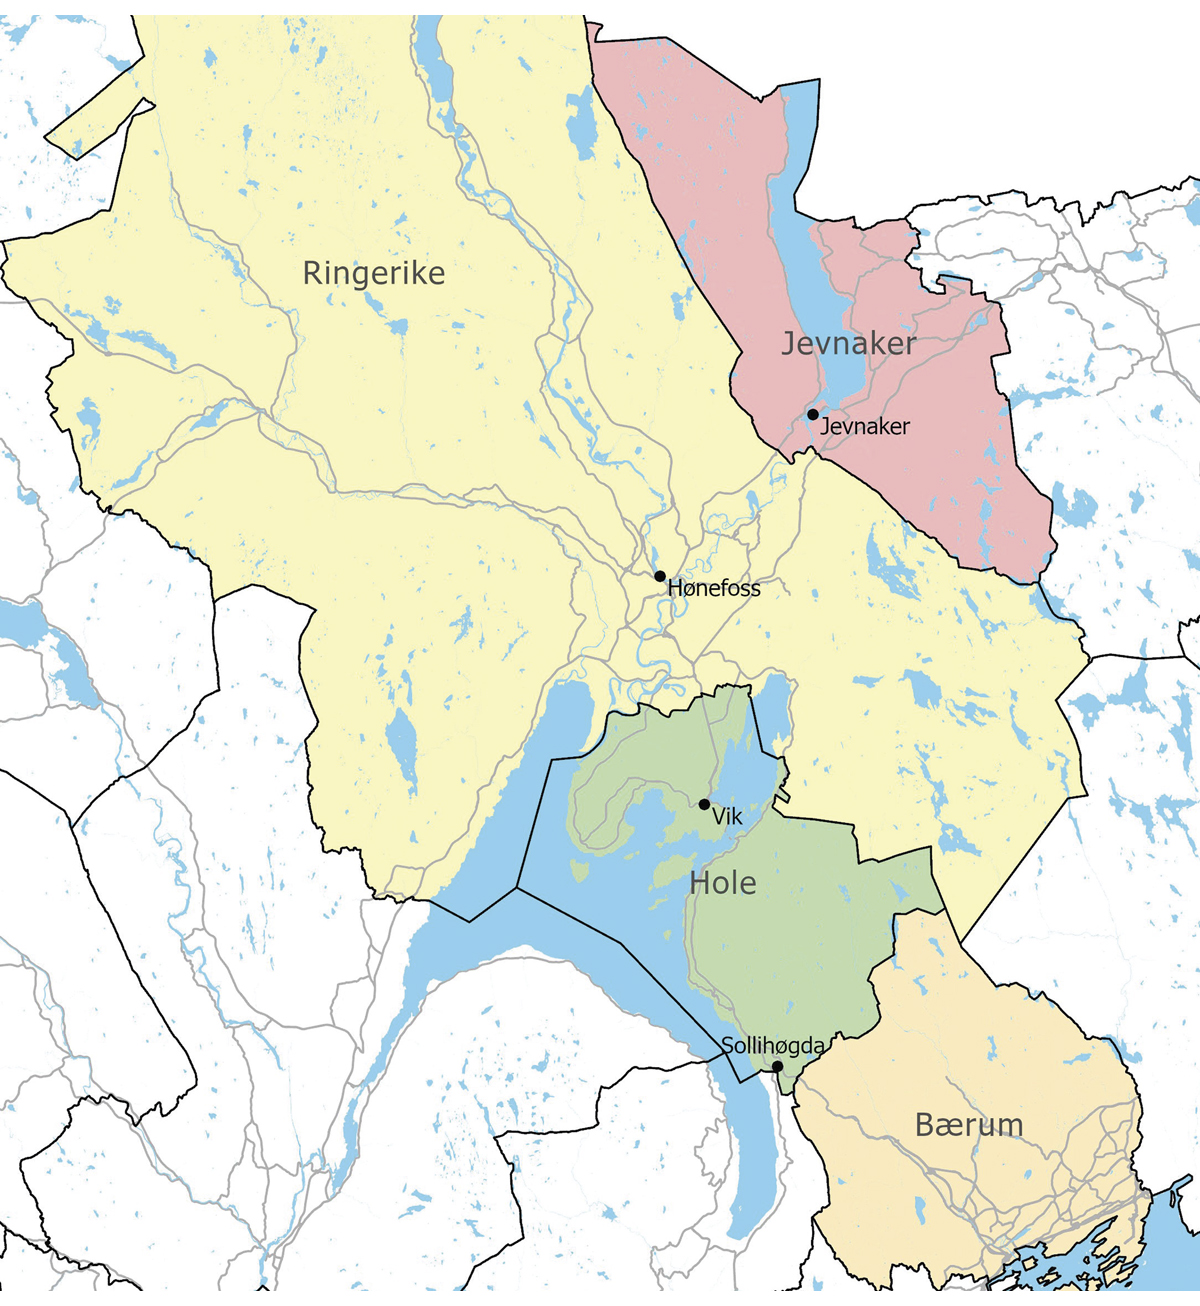 Ringerike
Jevnaker
Jevnaker
Hønefoss
Vik
Hole
Sollihøgda
Bærum